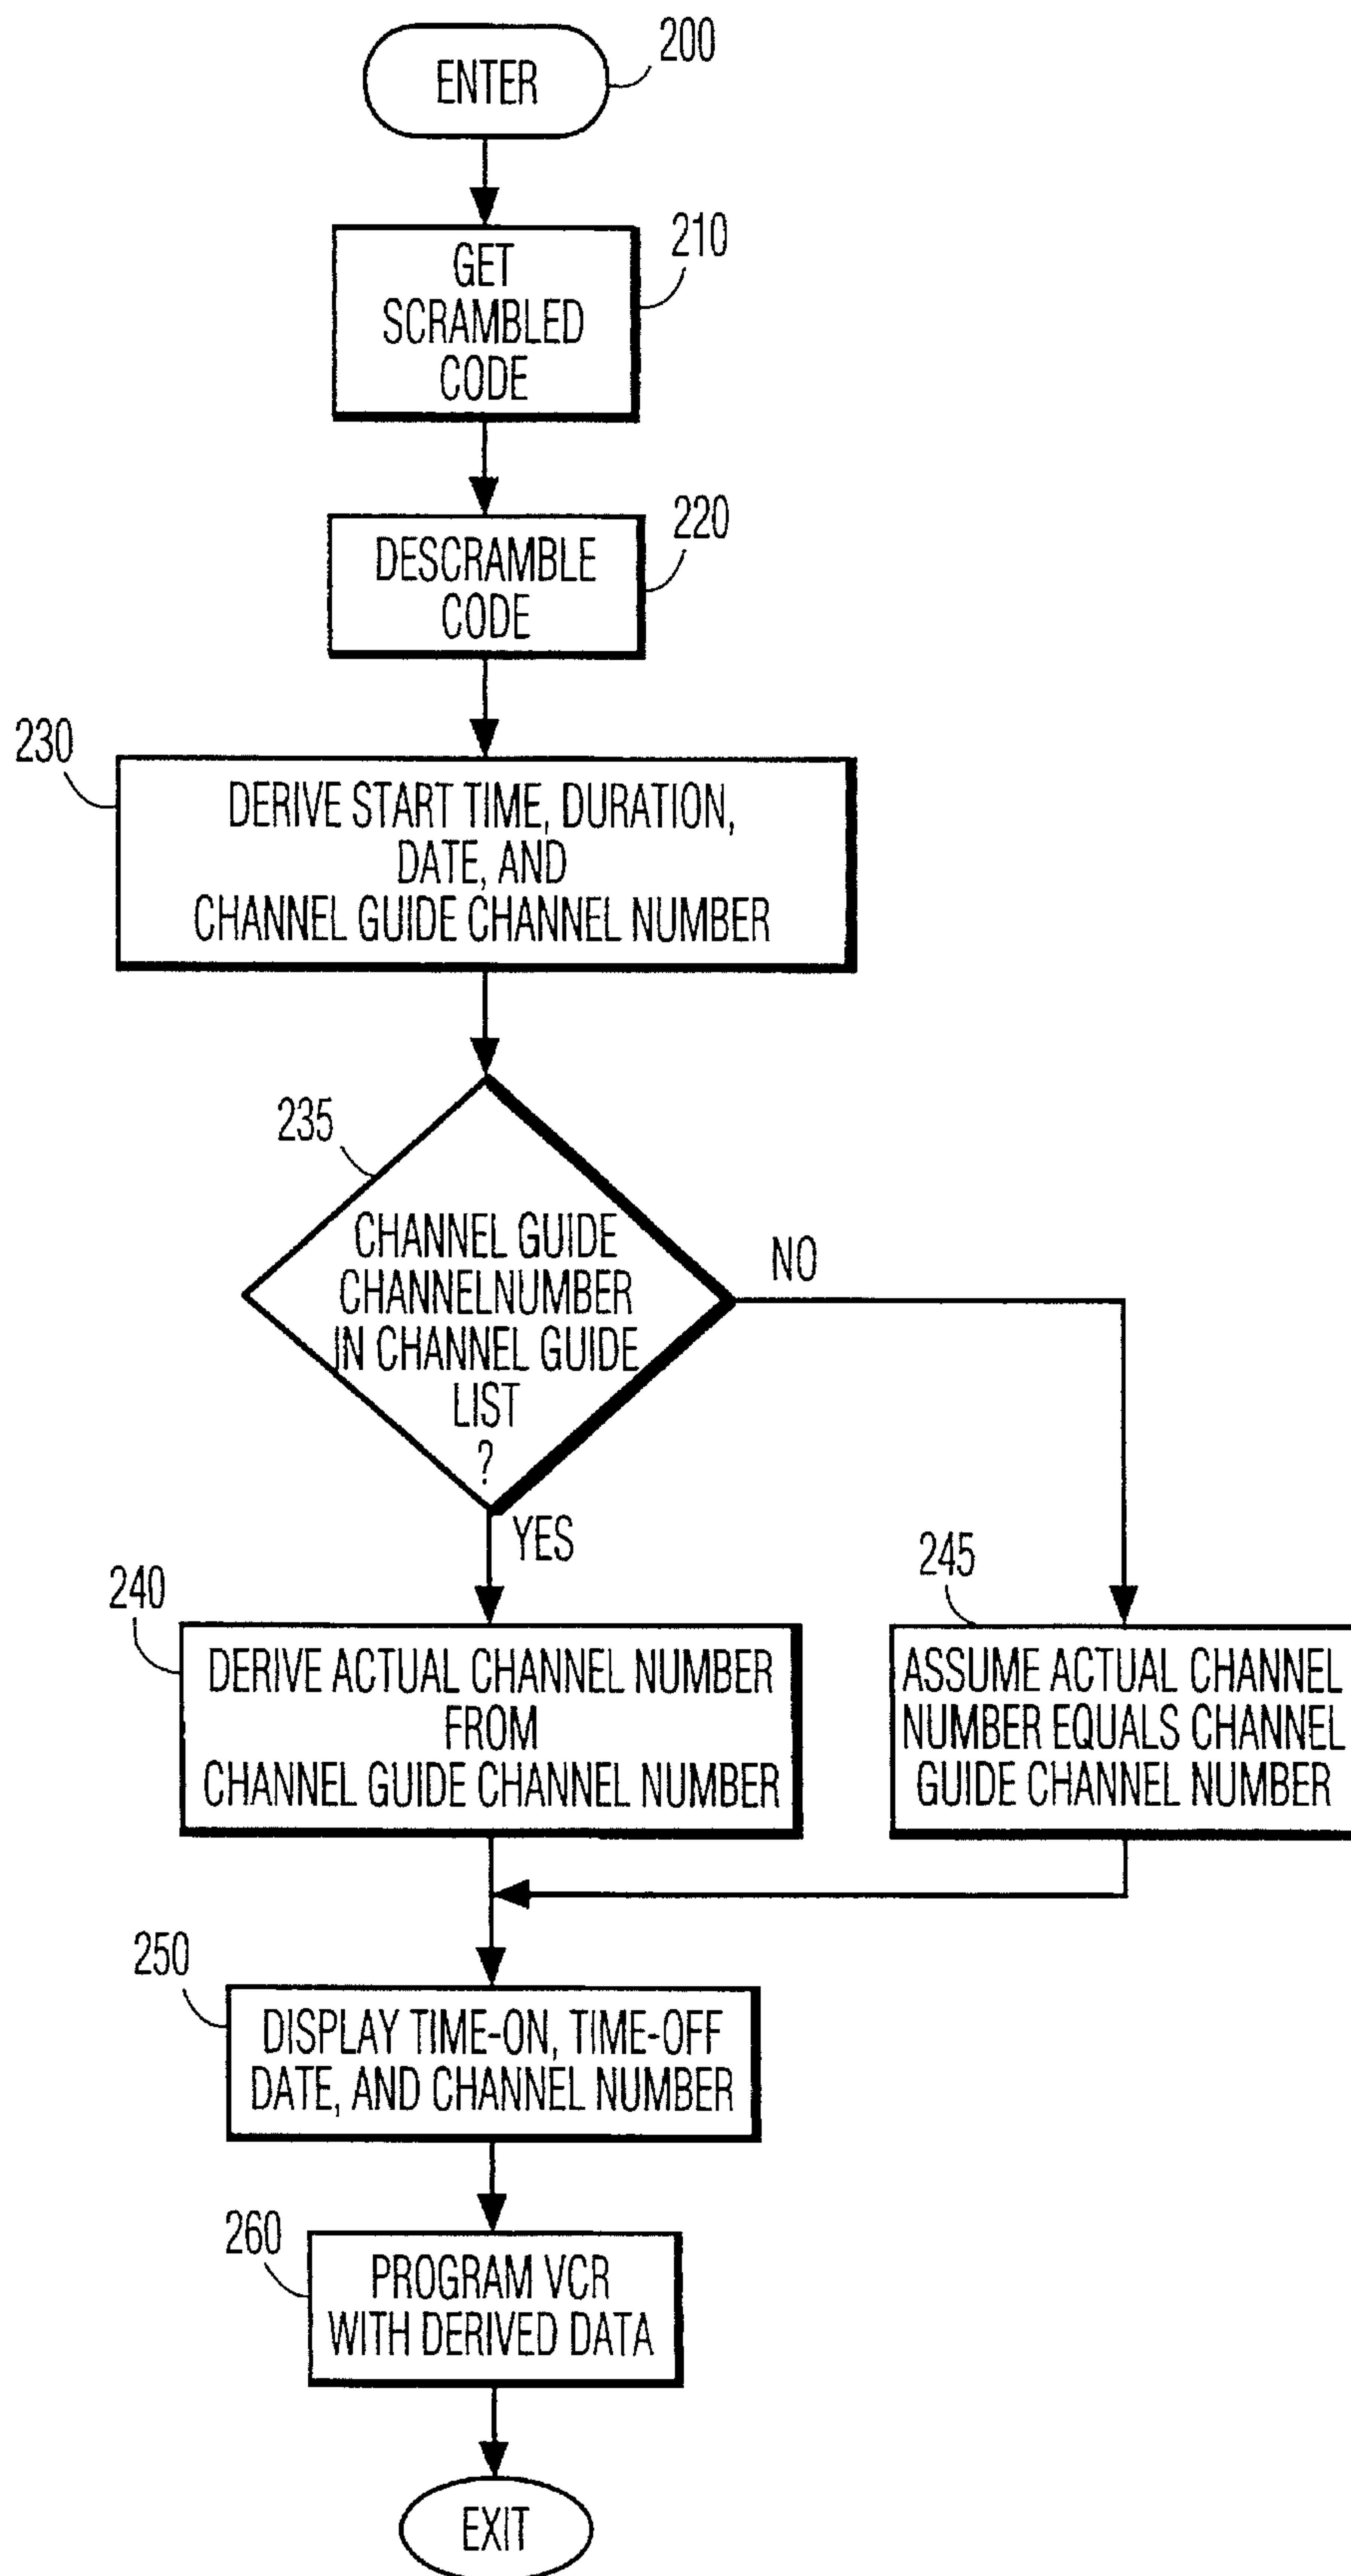 ENTER
200
GET
SCRAMBLED
CODE
210
DESCRAMBLE
CODE
220
230
DERIVE START TIME, DURATION,
DATE, AND
CHANNEL GUIDE CHANNEL NUMBER
235
CHANNEL GUIDE
CHANNELNUMBER
IN CHANNEL GUIDE
LIST
?
NO
YES
240
DERIVE ACTUAL CHANNEL NUMBER
FROM
CHANNEL GUIDE CHANNEL NUMBER
245
ASSUME ACTUAL CHANNEL
NUMBER EQUALS CHANNEL
GUIDE CHANNEL NUMBER
250
DISPLAY TIME-ON, TIME-OFF
DATE, AND CHANNEL NUMBER
260
PROGRAM VCR
WITH DERIVED DATA
EXIT